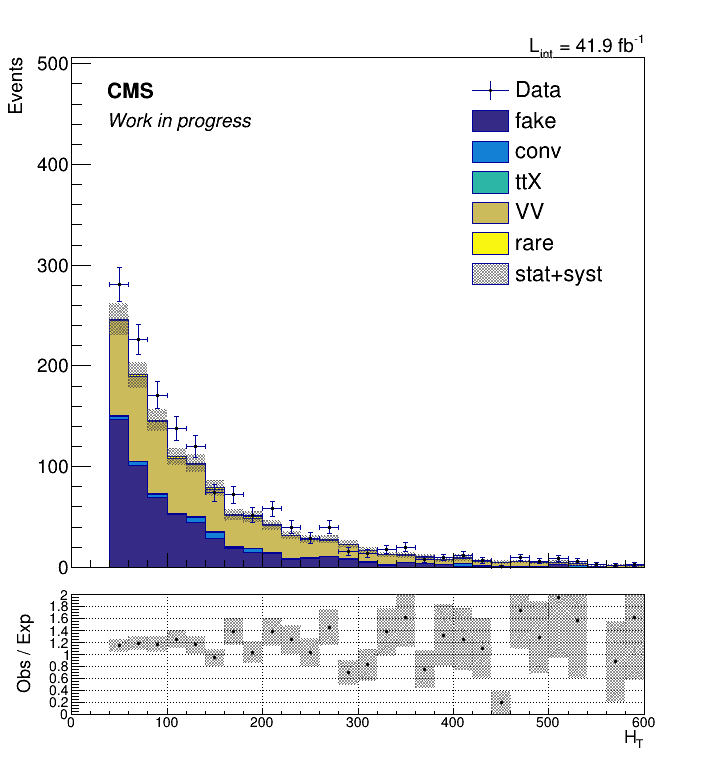 L_int = 41.9 fb^-1
Events
500
400
300
200
100
0
CMS
Work in progress
Data
fake
conv
ttX
VV
rare
stat+syst
Obs / Exp
2
1.8
1.6
1.4
1.2
1
0.8
0.6
0.4
0.2
0
0 100 200 300 400 500 600
H_T